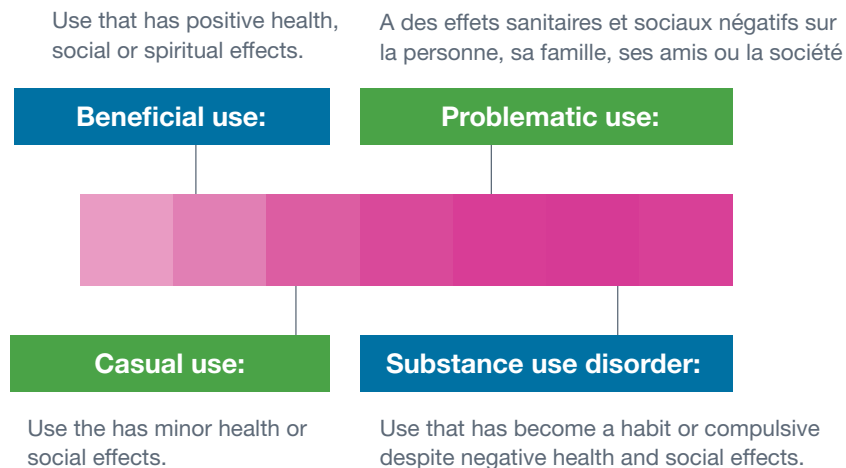 Use that has positive health,
social or spiritual effects.
Beneficial use:
A des effets sanitaires et sociaux négatifs sur
la personne, sa famille, ses amis ou la société
Problematic use:
Casual use:
Use the has minor health or
social effects.
Substance use disorder:
Use that has become a habit or compulsive
despite negative health and social effects.